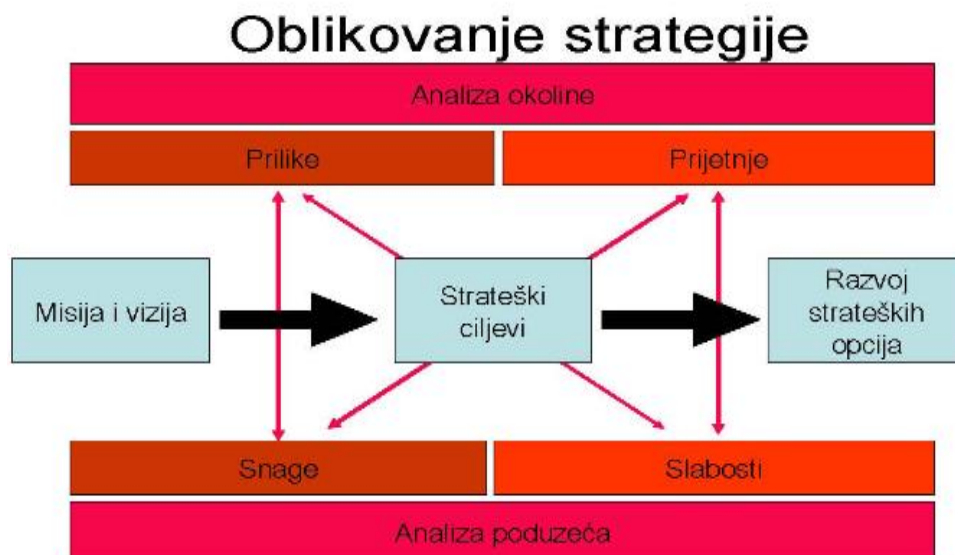 Oblikovanje strategije
Analiza okoline
Prilike
Prijetnje
Misija i vizija
Strateški
ciljevi
Razvoj
strateških
opcija
Snage
Slabosti
Analiza poduzeća